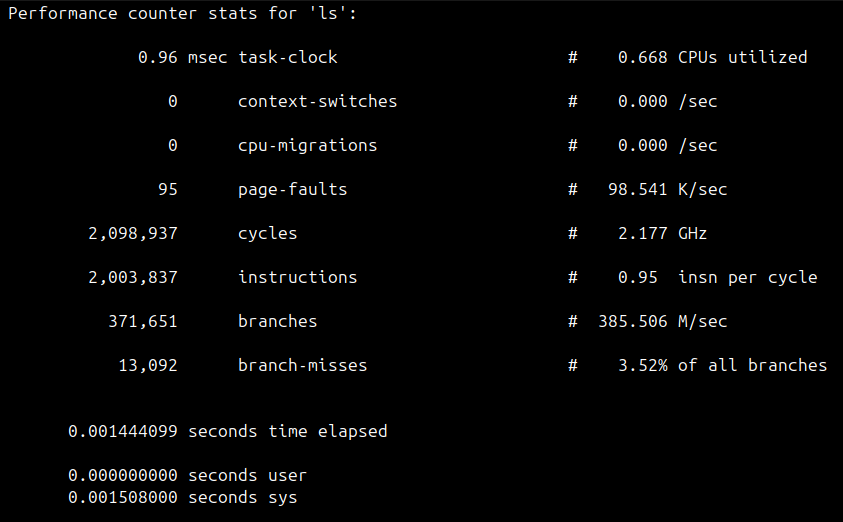 Performance counter stats for 'ls':
0.96 msec task-clock # 0.668 CPUs utilized
0 context-switches # 0.000 /sec
0 cpu-migrations # 0.000 /sec
95 page-faults # 98.541 K/sec
2,098,937 cycles # 2.177 GHz
2,003,837 instructions # 0.95 insn per cycle
371,651 branches # 385.506 M/sec
13,092 branch-misses # 3.52% of all branches
0.001444099 seconds time elapsed
0.000000000 seconds user
0.001508000 seconds sys